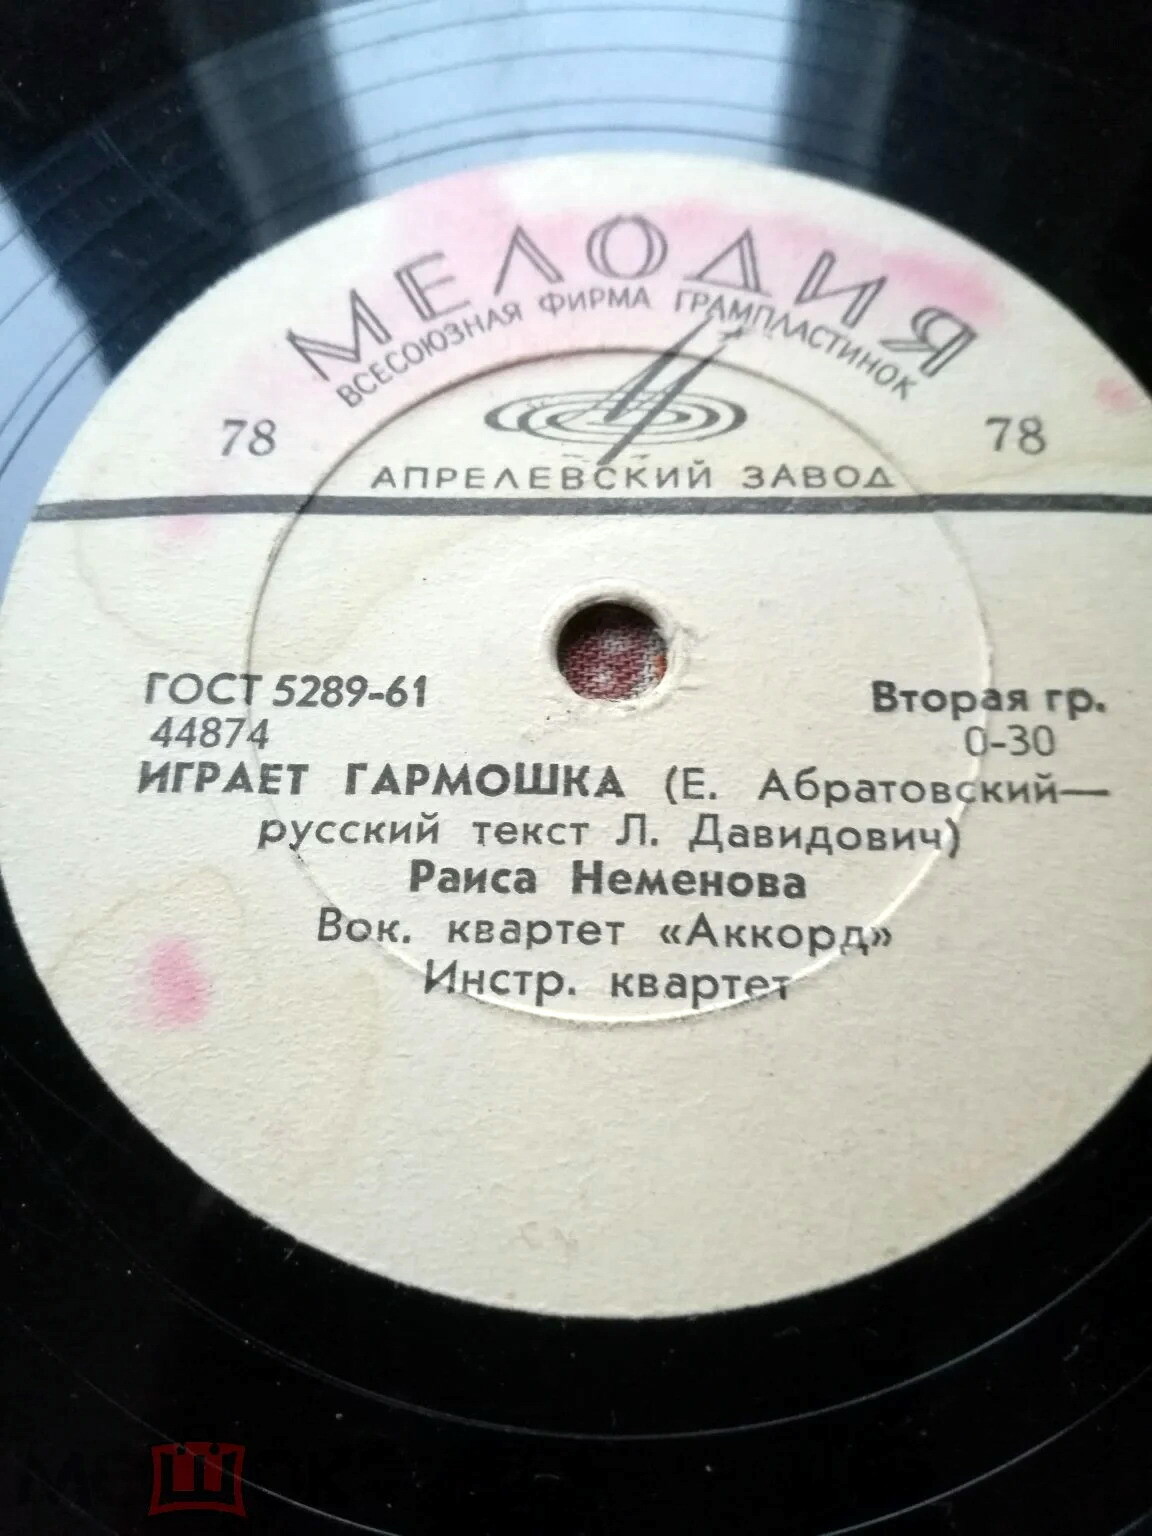 МЕЛОДИЯ
ВСЕСОЮЗНАЯ ФИРМА ГРАМПЛАСТИНОК
78 78
АПРЕЛЕВСКИЙ ЗАВОД
ГОСТ 5289-61 Вторая гр.
44874 0-30
ИГРАЕТ ГАРМОШКА (Е. Абратовский—
русский текст Л. Давидович)
Раиса Неменова
Вок. квартет «Аккорд»
Инстр. квартет